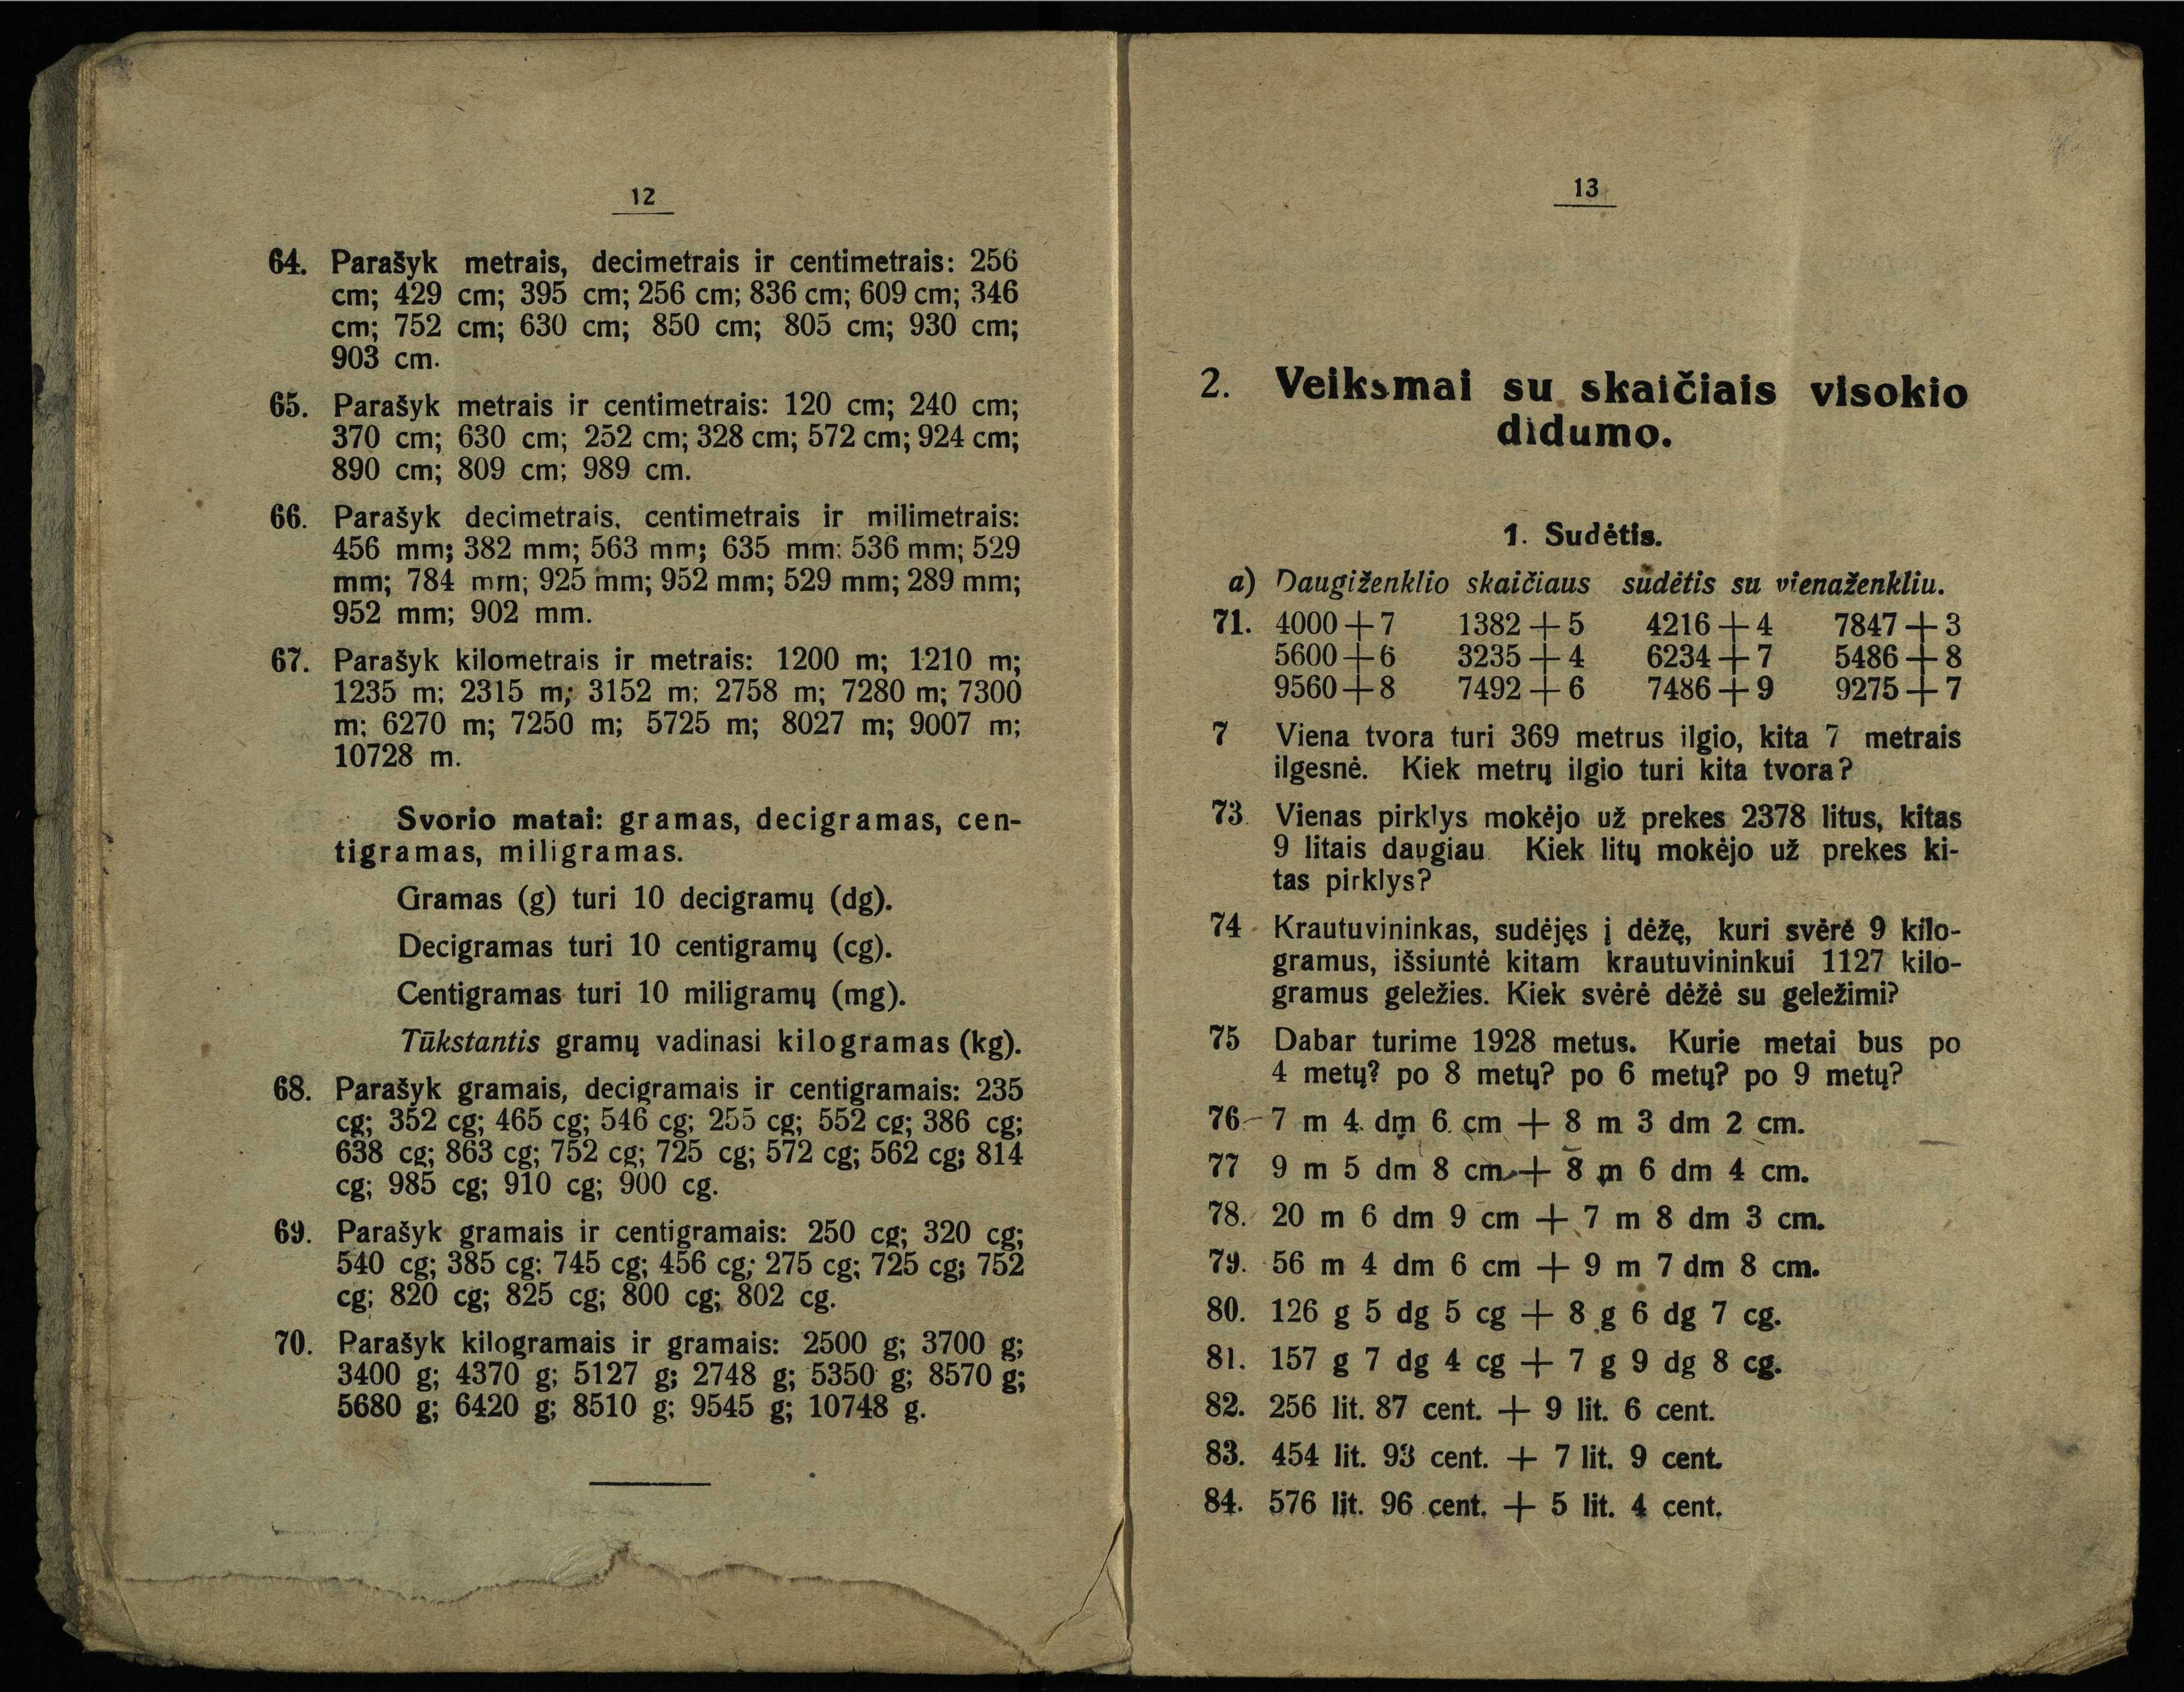 12
64. Parašyk metrais, decimetrais ir centimetrais: 256
cm; 429 cm; 395 cm; 256 cm; 836 cm; 609 cm; 346
cm; 752 cm; 630 cm; 850 cm; 805 cm; 930 cm;
903 cm.
65. Parašyk metrais ir centimetrais: 120 cm; 240 cm;
370 cm; 630 cm; 252 cm; 328 cm; 572 cm; 924 cm;
890 cm; 809 cm; 989 cm.
66. Parašyk decimetrais, centimetrais ir milimetrais:
456 mm; 382 mm; 563 mm; 635 mm; 536 mm; 529
mm; 784 mm; 925 mm; 952 mm; 529 mm; 289 mm;
952 mm; 902 mm.
67. Parašyk kilometrais ir metrais: 1200 m; 1210 m;
1235 m; 2315 m; 3152 m; 2758 m; 7280 m; 7300
m; 6270 m; 7250 m; 5725 m; 8027 m; 9007 m;
10728 m.
Svorio matai: gramas, decigramas, cen-
tigramas, miligramas.
Gramas (g) turi 10 decigramų (dg).
Decigramas turi 10 centigramų (cg).
Centigramas turi 10 miligramų (mg).
Tūkstantis gramų vadinasi kilogramas (kg).
68. Parašyk gramais, decigramais ir centigramais: 235
cg; 352 cg; 465 cg; 546 cg; 255 cg; 552 cg; 386 cg;
638 cg; 863 cg; 752 cg; 725 cg; 572 cg; 562 cg; 814
cg; 985 cg; 910 cg; 900 cg.
69. Parašyk gramais ir centigramais: 250 cg; 320 cg;
540 cg; 385 cg; 745 cg; 456 cg; 275 cg; 725 cg; 752
cg; 820 cg; 825 cg; 800 cg; 802 cg.
70. Parašyk kilogramais ir gramais: 2500 g; 3700 g;
3400 g; 4370 g; 5127 g; 2748 g; 5350 g; 8570 g;
5680 g; 6420 g; 8510 g; 9545 g; 10748 g.
13
2. Veiksmai su skaičiais visokio
didumo.
1. Sudėtis.
a) Daugiženklio skaičiaus sudėtis su vienaženkliu.
71. 4000 + 7 1382 + 5 4216 + 4 7847 + 3
5600 + 6 3235 + 4 6234 + 7 5486 + 8
9560 + 8 7492 + 6 7486 + 9 9275 + 7
7 Viena tvora turi 369 metrus ilgio, kita 7 metrais
ilgesnė. Kiek metrų ilgio turi kita tvora?
73. Vienas pirklys mokėjo už prekes 2378 litus, kitas
9 litais daugiau. Kiek litų mokėjo už prekes ki-
tas pirklys?
74 Krautuvininkas, sudėjęs į dėžę, kuri svėrė 9 kilo-
gramus, išsiuntė kitam krautuvininkui 1127 kilo-
gramus geležies. Kiek svėrė dėžė su geležimi?
75 Dabar turime 1928 metus. Kurie metai bus po
4 metų? po 8 metų? po 6 metų? po 9 metų?
76 7 m 4 dm 6 cm + 8 m 3 dm 2 cm.
77 9 m 5 dm 8 cm + 8 m 6 dm 4 cm.
78. 20 m 6 dm 9 cm + 7 m 8 dm 3 cm.
79. 56 m 4 dm 6 cm + 9 m 7 dm 8 cm.
80. 126 g 5 dg 5 cg + 8 g 6 dg 7 cg.
81. 157 g 7 dg 4 cg + 7 g 9 dg 8 cg.
82. 256 lit. 87 cent. + 9 lit. 6 cent.
83. 454 lit. 93 cent. + 7 lit. 9 cent.
84. 576 lit. 96 cent. + 5 lit. 4 cent.